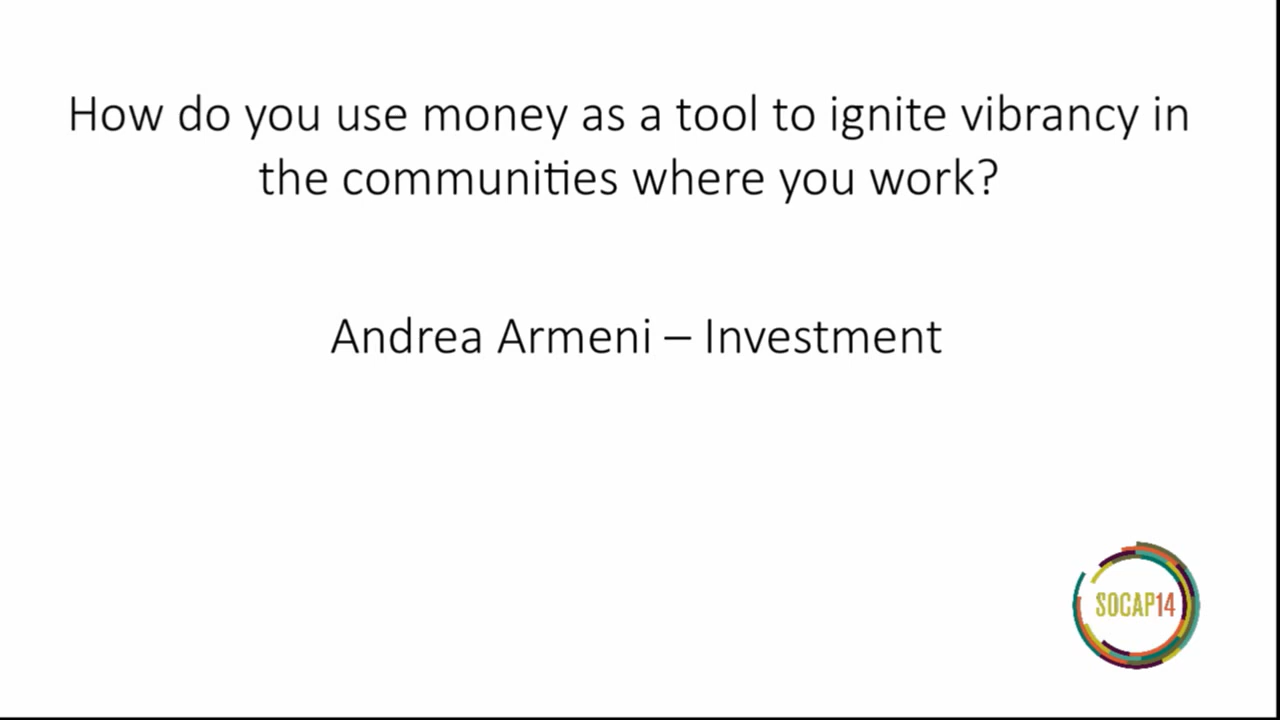 How do you use money as a tool to ignite vibrancy in
the communities where you work?
Andrea Armeni – Investment
SOCAP14